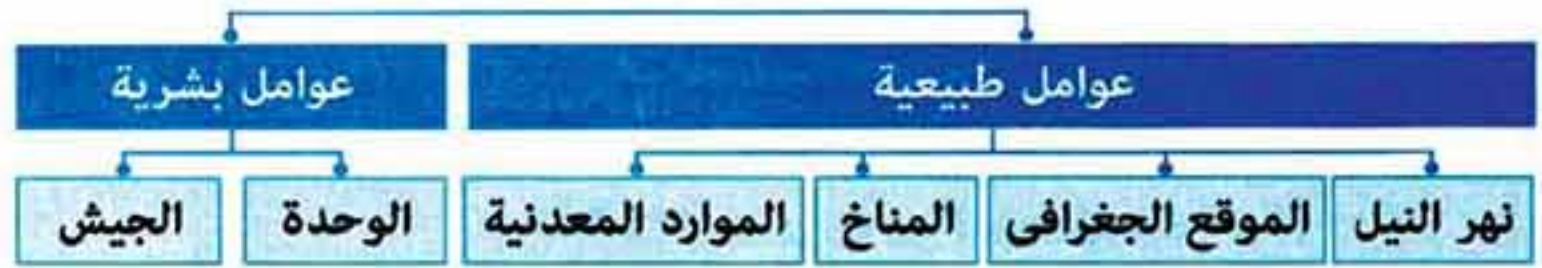 عوامل طبيعية
عوامل بشرية
نهر النيل
الموقع الجغرافى
المناخ
الموارد المعدنية
الوحدة
الجيش